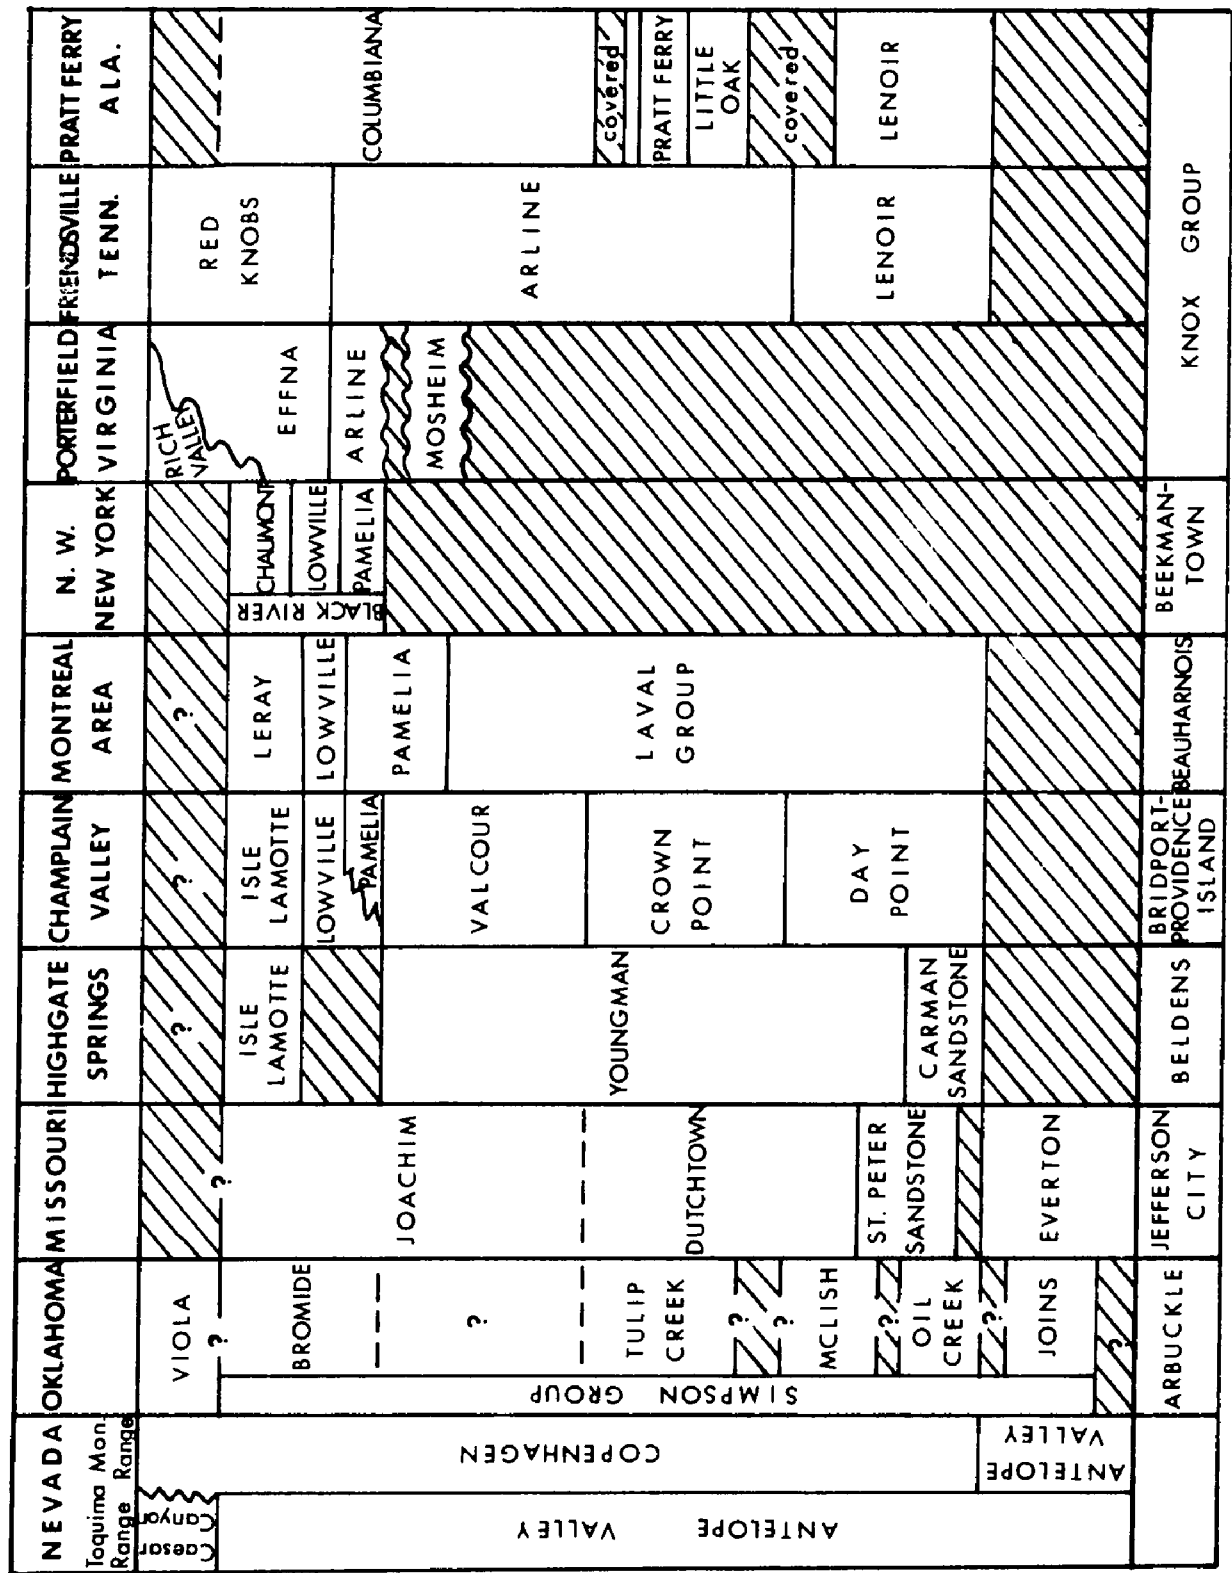 NEVADA
Toquima Mon.
Range Range
Caesar
Canyon
ANTELOPE VALLEY
COPENHAGEN
ANTELOPE
VALLEY
OKLAHOMA
VIOLA
?
BROMIDE
?
TULIP
CREEK
?
?
MCLISH
?
OIL
CREEK
?
JOINS
?
SIMPSON GROUP
ARBUCKLE
MISSOURI
?
JOACHIM
DUTCHTOWN
ST. PETER
SANDSTONE
EVERTON
JEFFERSON
CITY
HIGHGATE
SPRINGS
?
ISLE
LAMOTTE
YOUNGMAN
CARMAN
SANDSTONE
BELDENS
CHAMPLAIN
VALLEY
?
ISLE
LAMOTTE
LOWVILLE
PAMELIA
VALCOUR
CROWN
POINT
DAY
POINT
BRIDPORT-
PROVIDENCE
ISLAND
MONTREAL
AREA
?
LERAY
LOWVILLE
PAMELIA
LAVAL
GROUP
BEAUHARNOIS
N. W.
NEW YORK
CHAUMONT
LOWVILLE
PAMELIA
BLACK RIVER
BEEKMAN-
TOWN
PORTERFIELD
VIRGINIA
RICH
VALLEY
EFFNA
ARLINE
MOSHEIM
FRIENDSVILLE
TENN.
RED
KNOBS
ARLINE
LENOIR
PRATT FERRY
ALA.
COLUMBIANA
covered
PRATT FERRY
LITTLE
OAK
covered
LENOIR
KNOX GROUP